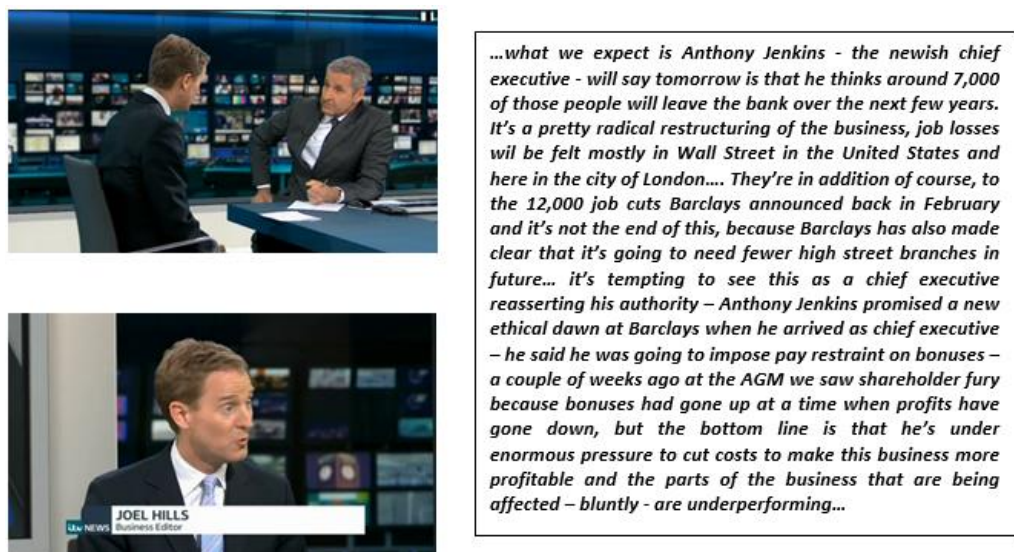 ...what we expect is Anthony Jenkins - the newish chief
executive - will say tomorrow is that he thinks around 7,000
of those people will leave the bank over the next few years.
It's a pretty radical restructuring of the business, job losses
wil be felt mostly in Wall Street in the United States and
here in the city of London.... They're in addition of course, to
the 12,000 job cuts Barclays announced back in February
and it's not the end of this, because Barclays has also made
clear that it's going to need fewer high street branches in
future... it's tempting to see this as a chief executive
reasserting his authority – Anthony Jenkins promised a new
ethical dawn at Barclays when he arrived as chief executive
– he said he was going to impose pay restraint on bonuses –
a couple of weeks ago at the AGM we saw shareholder fury
because bonuses had gone up at a time when profits have
gone down, but the bottom line is that he's under
enormous pressure to cut costs to make this business more
profitable and the parts of the business that are being
affected – bluntly - are underperforming...
JOEL HILLS
itv NEWS Business Editor